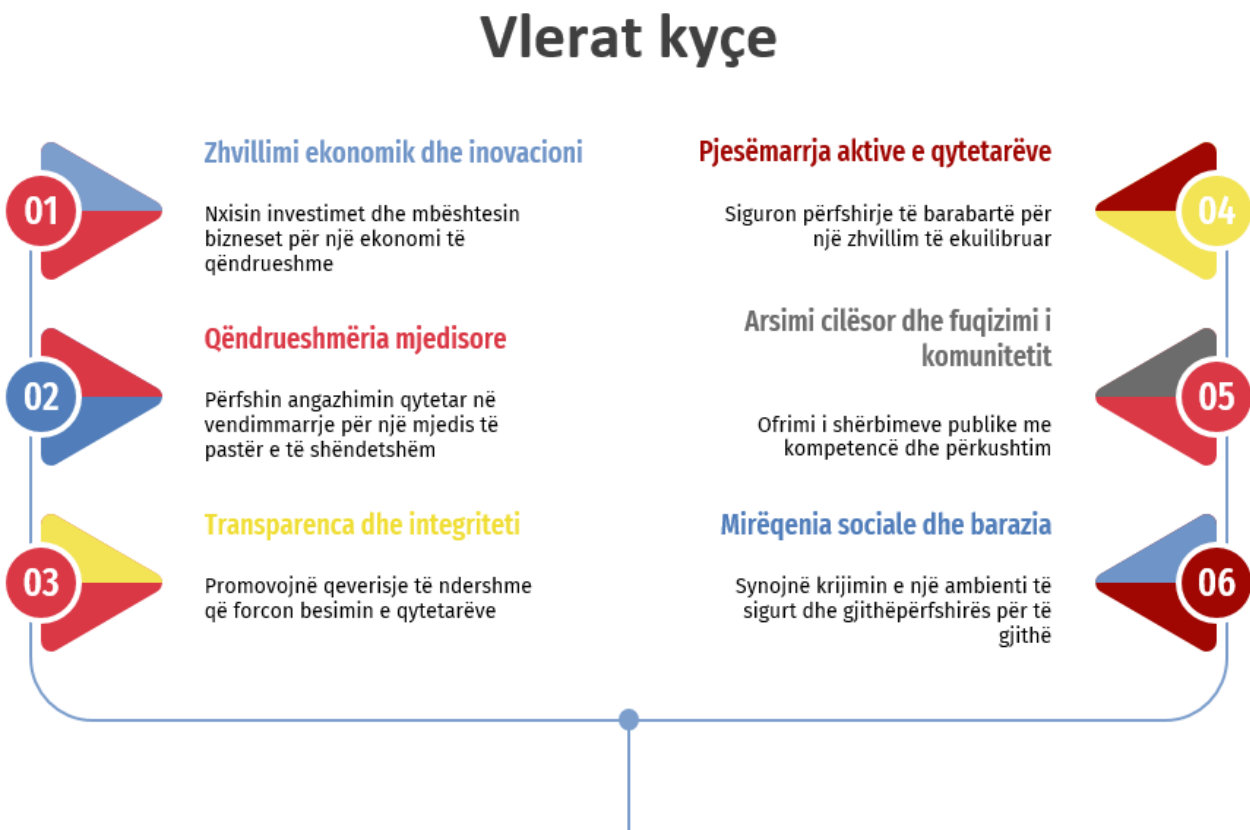 Vlerat kyçe
01
Zhvillimi ekonomik dhe inovacioni
Nxisin investimet dhe mbështesin
bizneset për një ekonomi të
qëndrueshme
02
Qëndrueshmëria mjedisore
Përfshin angazhimin qytetar në
vendimmarrje për një mjedis të
pastër e të shëndetshëm
03
Transparenca dhe integriteti
Promovojnë qeverisje të ndershme
që forcon besimin e qytetarëve
Pjesëmarrja aktive e qytetarëve
04
Siguron përfshirje të barabartë për
një zhvillim të ekuilibruar
Arsimi cilësor dhe fuqizimi i
komunitetit
05
Ofrimi i shërbimeve publike me
kompetencë dhe përkushtim
Mirëqenia sociale dhe barazia
06
Synojnë krijimin e një ambienti të
sigurt dhe gjithëpërfshirës për të
gjithë